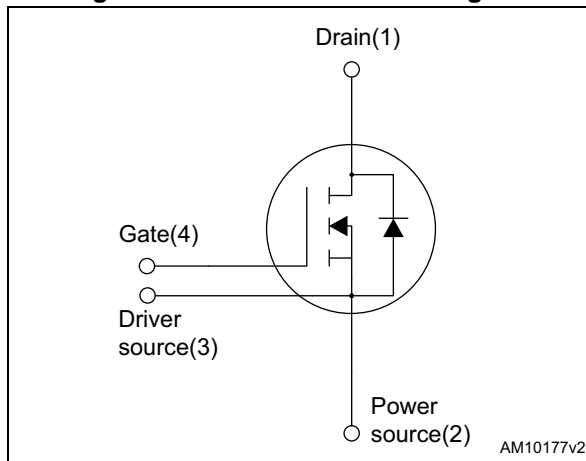 Drain(1)
Gate(4)
Driver
source(3)
Power
source(2)
AM10177v2